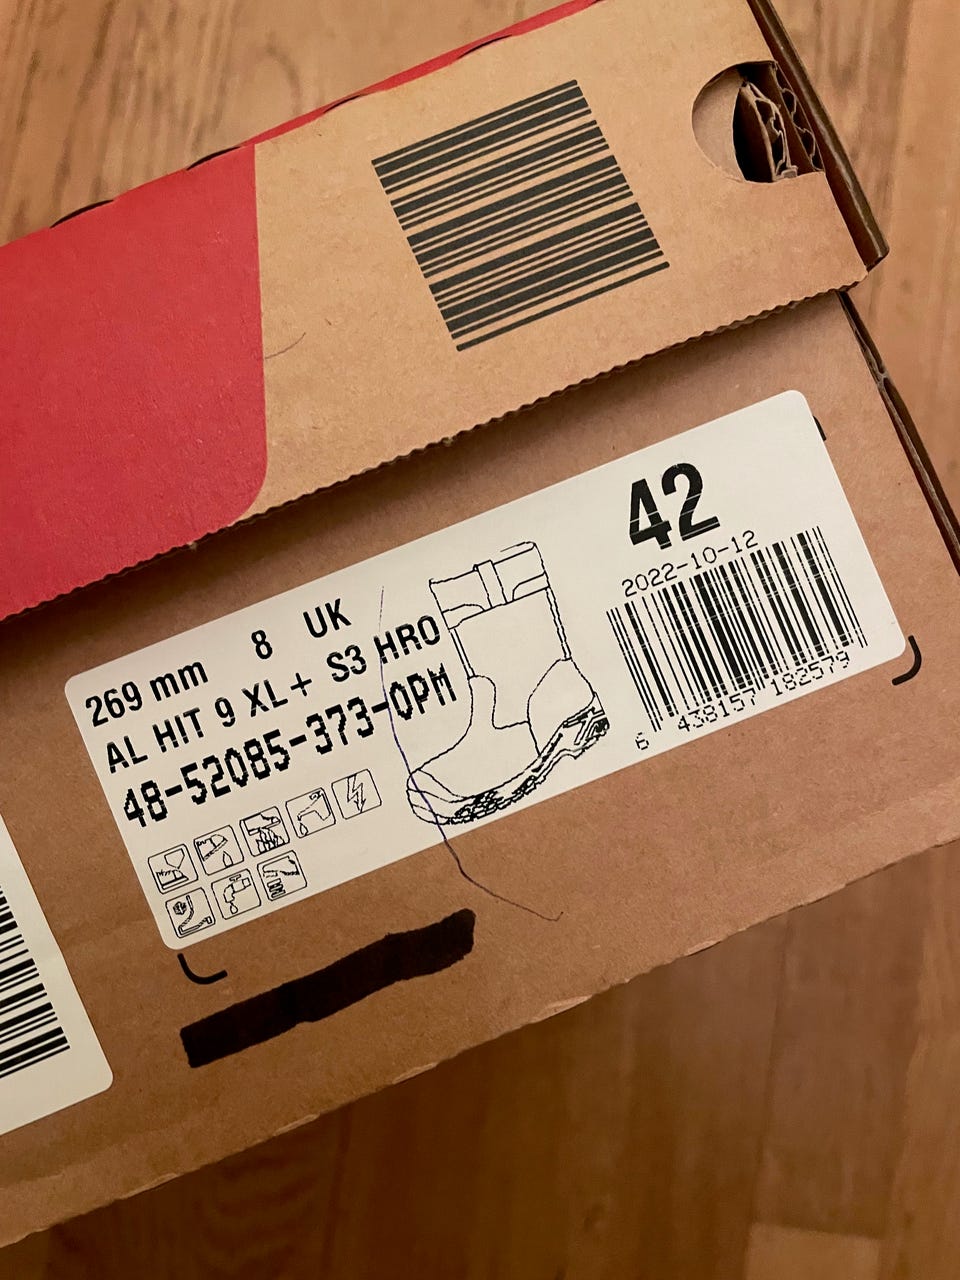 42
2022-10-12
6 438157 182579
269 mm 8 UK
AL HIT 9 XL+ S3 HRO
48-52085-373-0PM